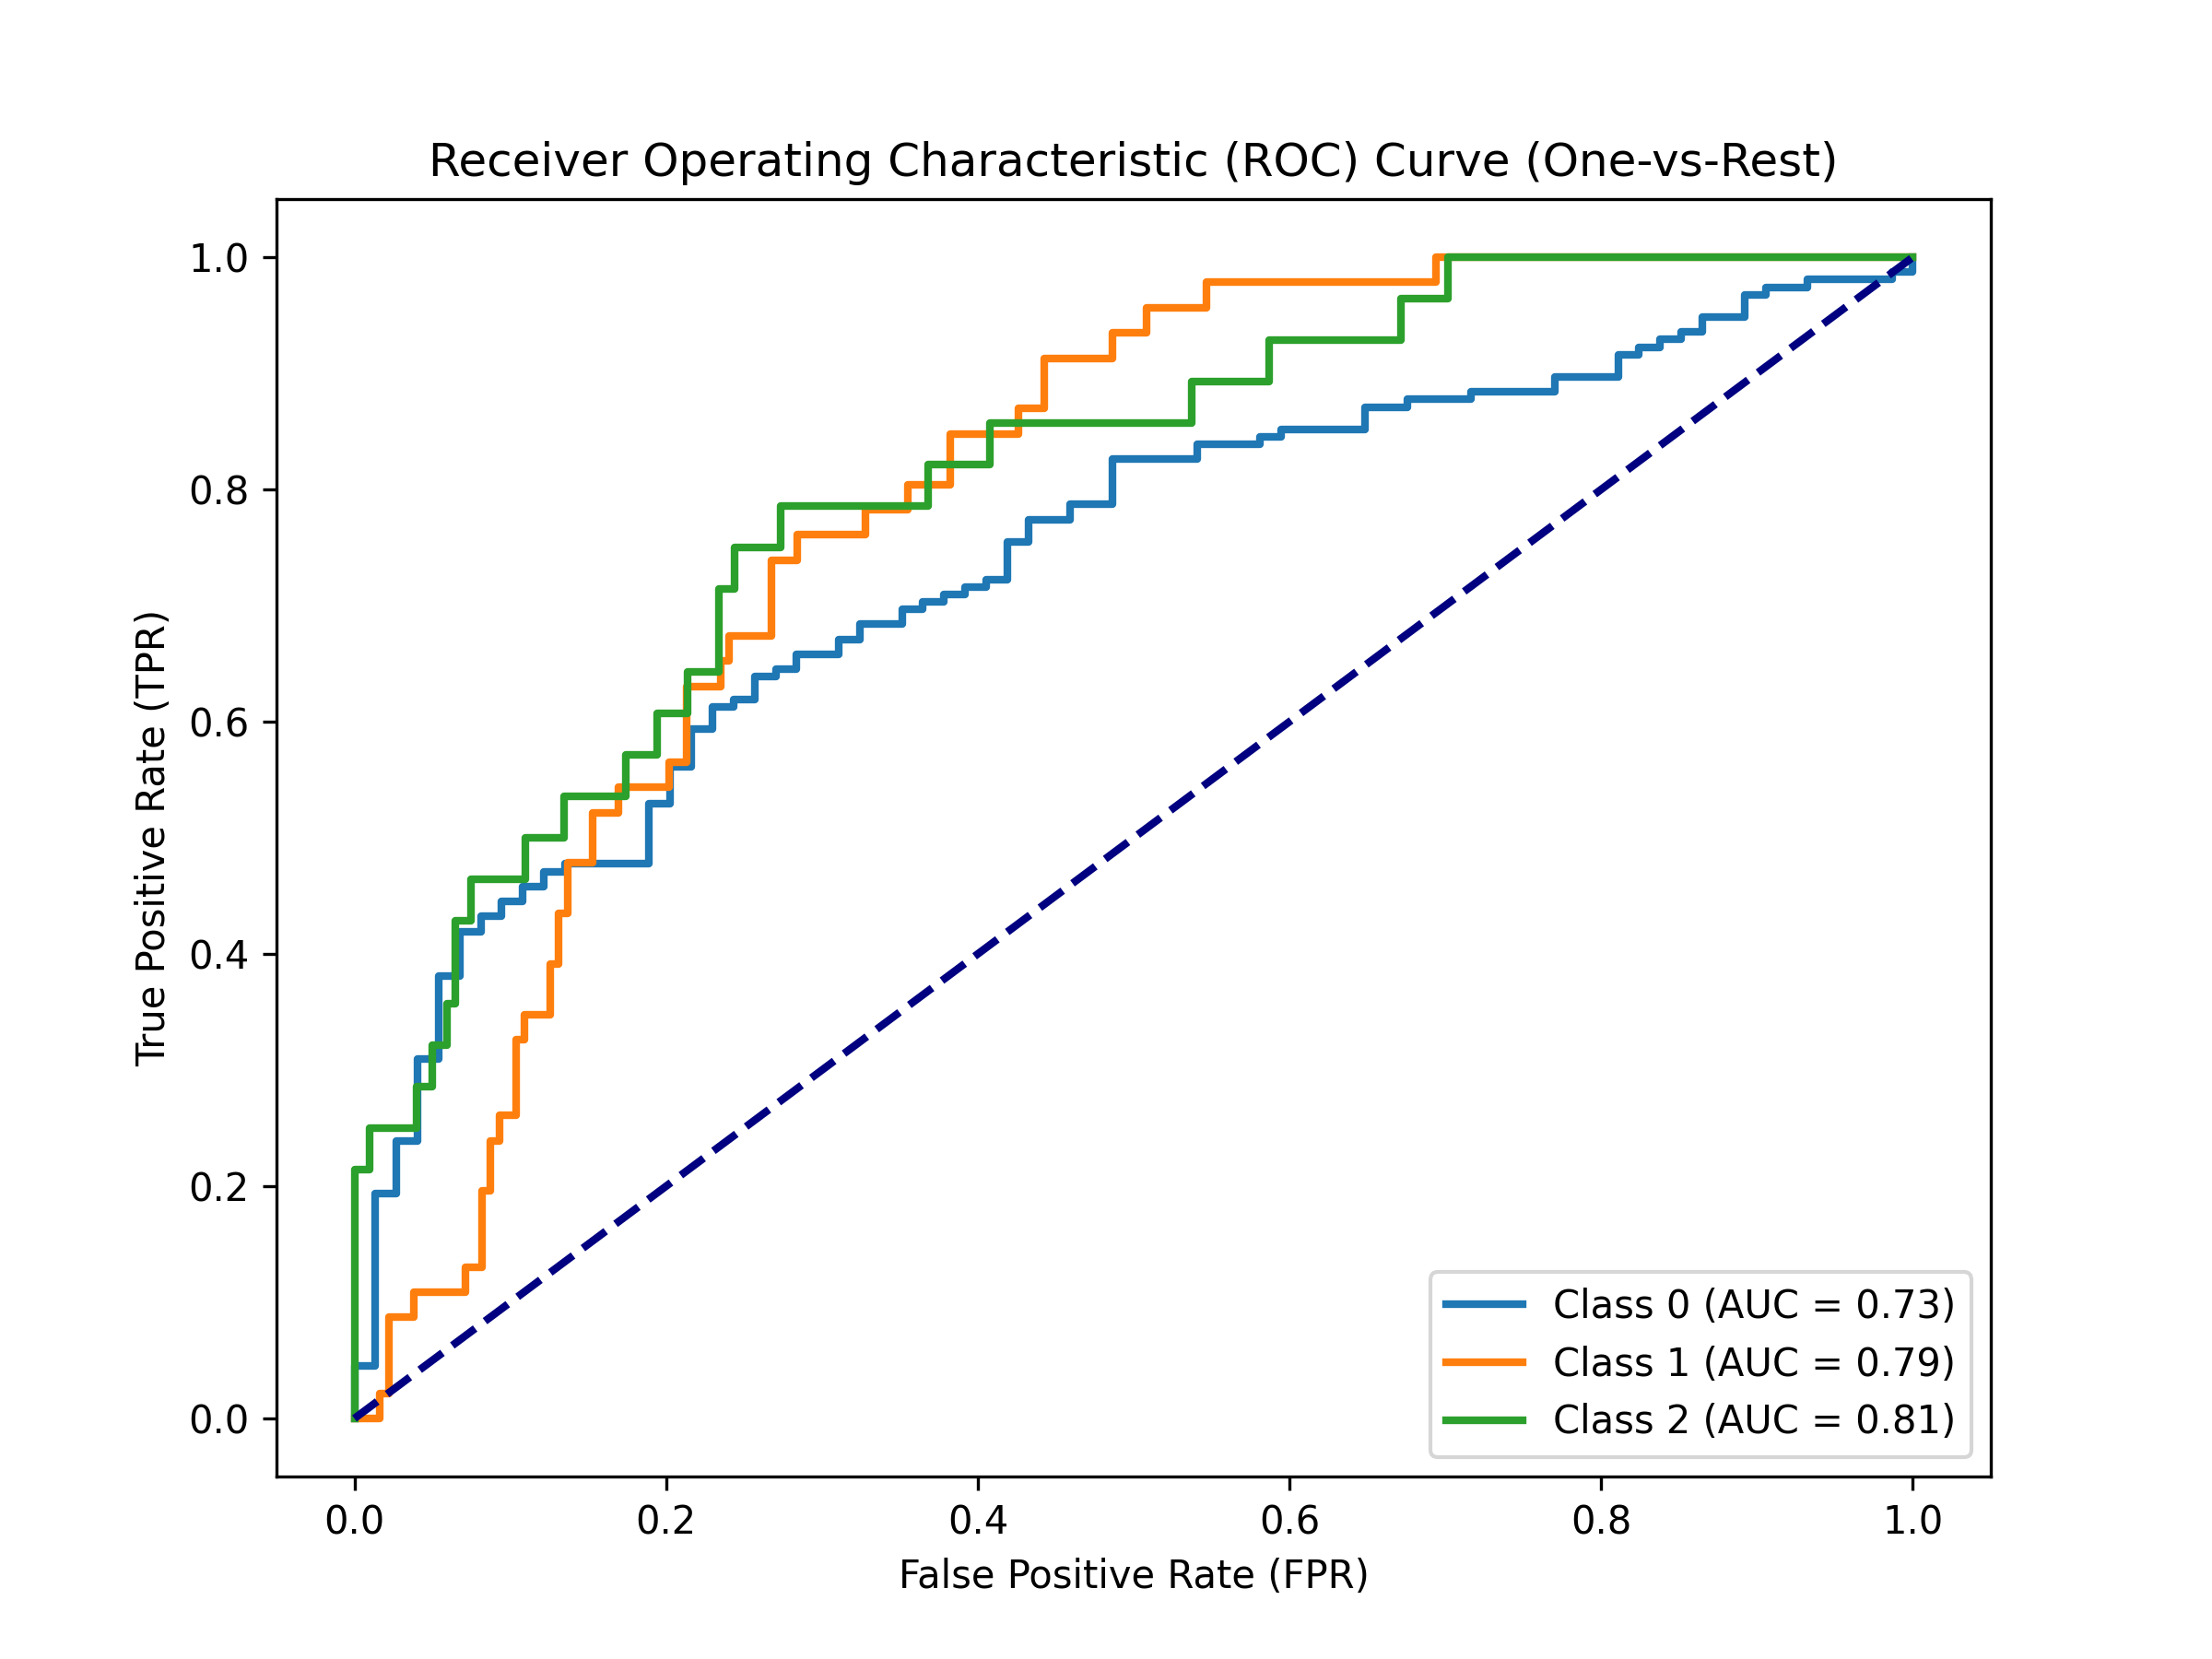 Receiver Operating Characteristic (ROC) Curve (One-vs-Rest)
True Positive Rate (TPR)
1.0
0.8
0.6
0.4
0.2
0.0
Class 0 (AUC = 0.73)
Class 1 (AUC = 0.79)
Class 2 (AUC = 0.81)
0.0 0.2 0.4 0.6 0.8 1.0
False Positive Rate (FPR)